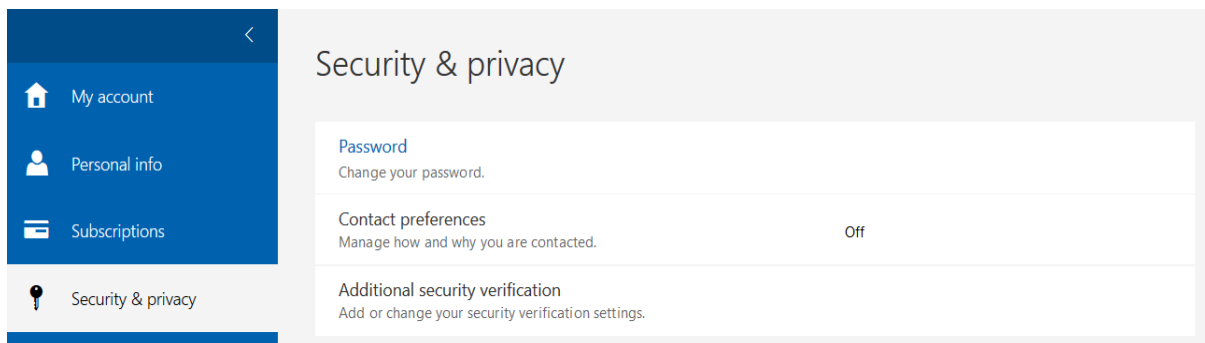 My account
Personal info
Subscriptions
Security & privacy
Security & privacy
Password
Change your password.
Contact preferences
Manage how and why you are contacted.
Off
Additional security verification
Add or change your security verification settings.